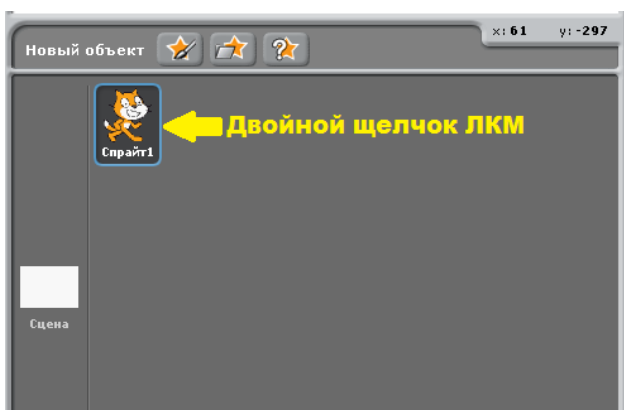 x: 61 y: -297
Новый объект
Двойной щелчок ЛКМ
Спрайт1
Сцена